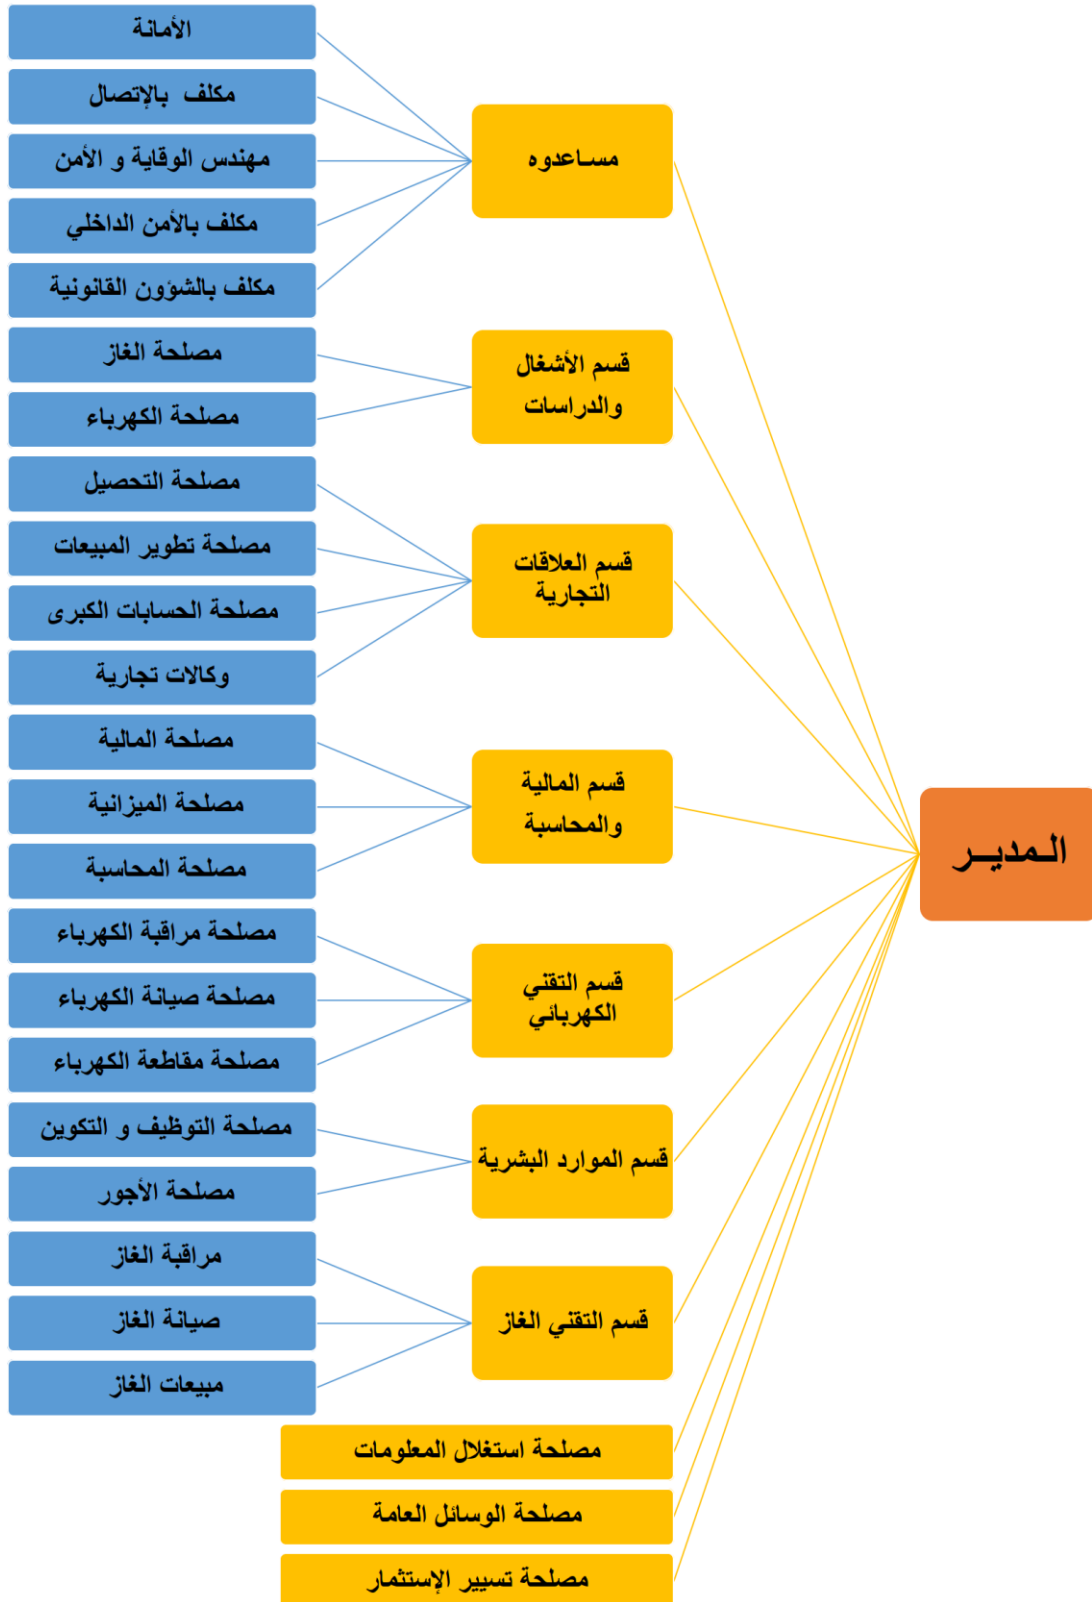 المديـر
مساعدوه
الأمانة
مكلف بالإتصال
مهندس الوقاية و الأمن
مكلف بالأمن الداخلي
مكلف بالشؤون القانونية
قسم الأشغال
والدراسات
مصلحة الغاز
مصلحة الكهرباء
قسم العلاقات
التجارية
مصلحة التحصيل
مصلحة تطوير المبيعات
مصلحة الحسابات الكبرى
وكالات تجارية
قسم المالية
والمحاسبة
مصلحة المالية
مصلحة الميزانية
مصلحة المحاسبة
قسم التقني
الكهربائي
مصلحة مراقبة الكهرباء
مصلحة صيانة الكهرباء
مصلحة مقاطعة الكهرباء
قسم الموارد البشرية
مصلحة التوظيف و التكوين
مصلحة الأجور
قسم التقني الغاز
مراقبة الغاز
صيانة الغاز
مبيعات الغاز
مصلحة استغلال المعلومات
مصلحة الوسائل العامة
مصلحة تسيير الإستثمار